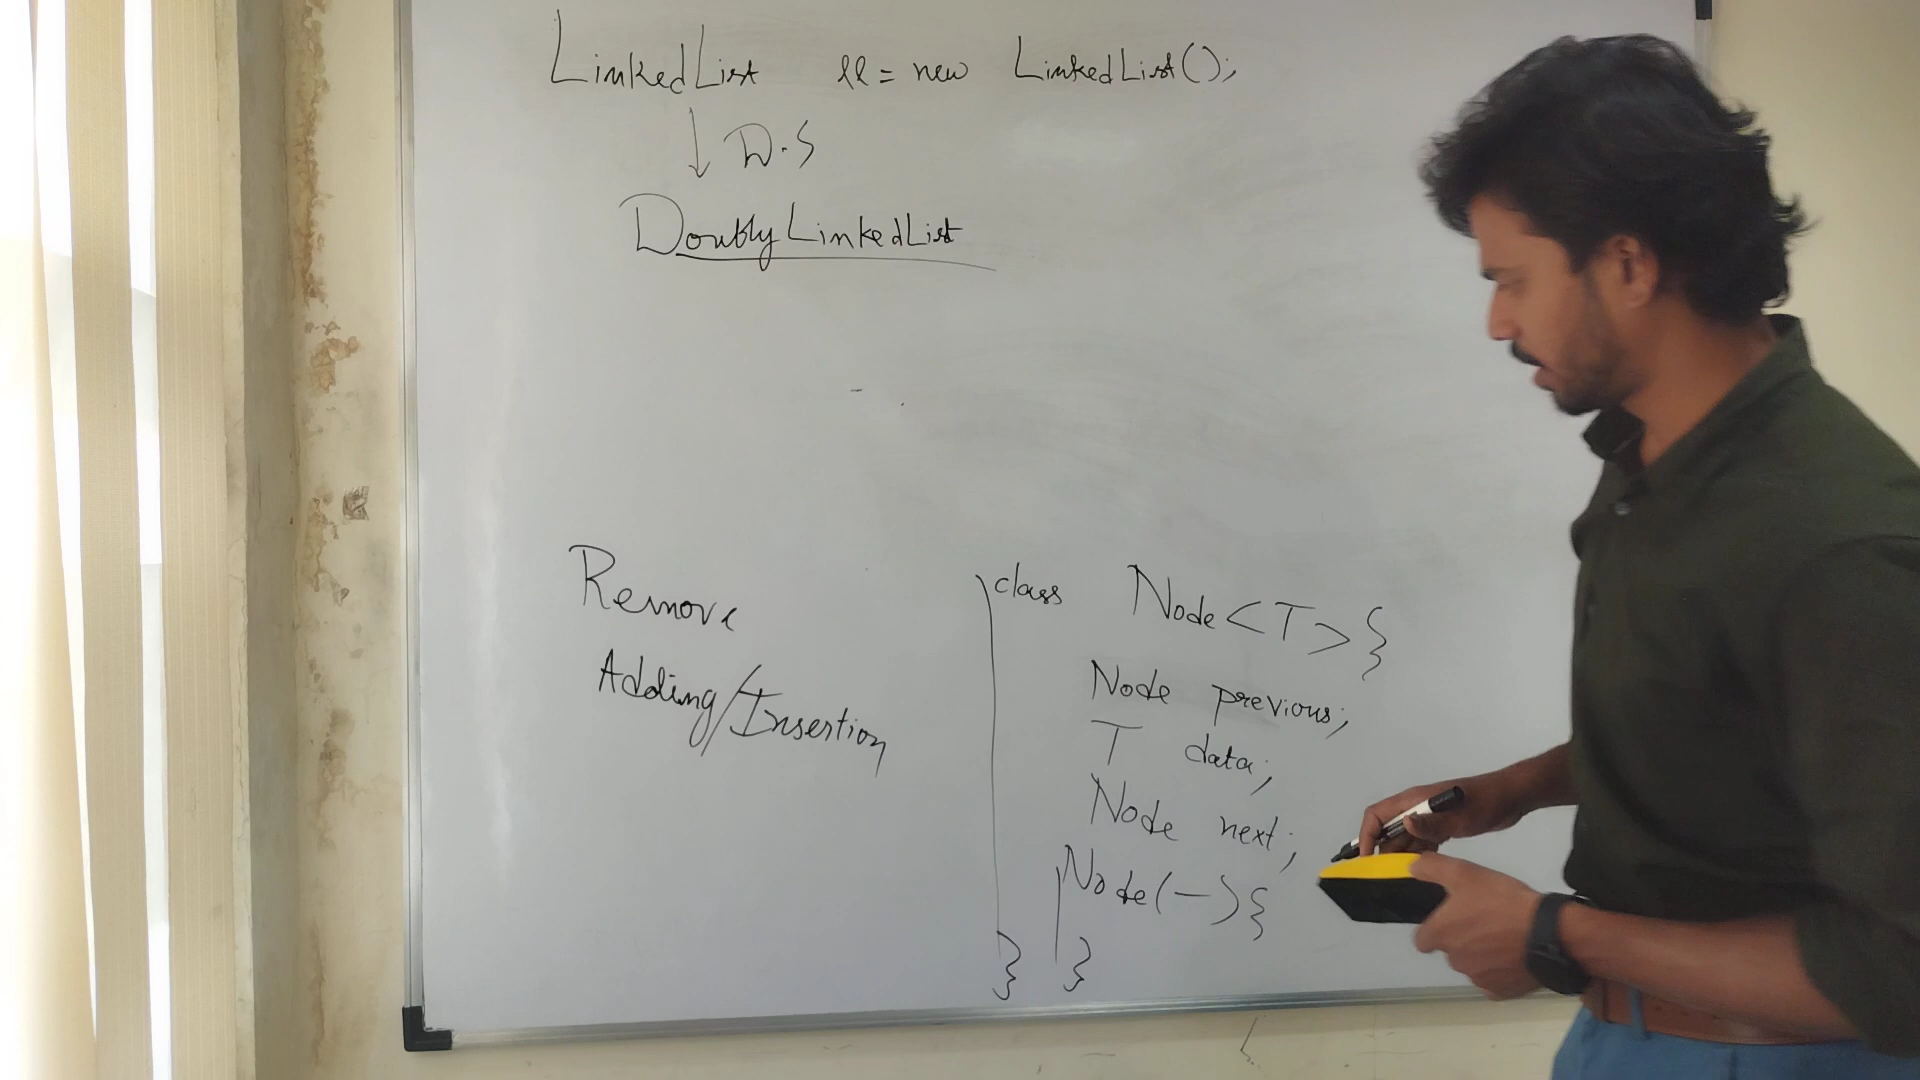 LinkedList ll = new LinkedList();
D.S
DoublyLinkedList
Remove
Adding/Insertion
class Node<T>{
Node previous;
T data;
Node next;
Node(—){
}
}